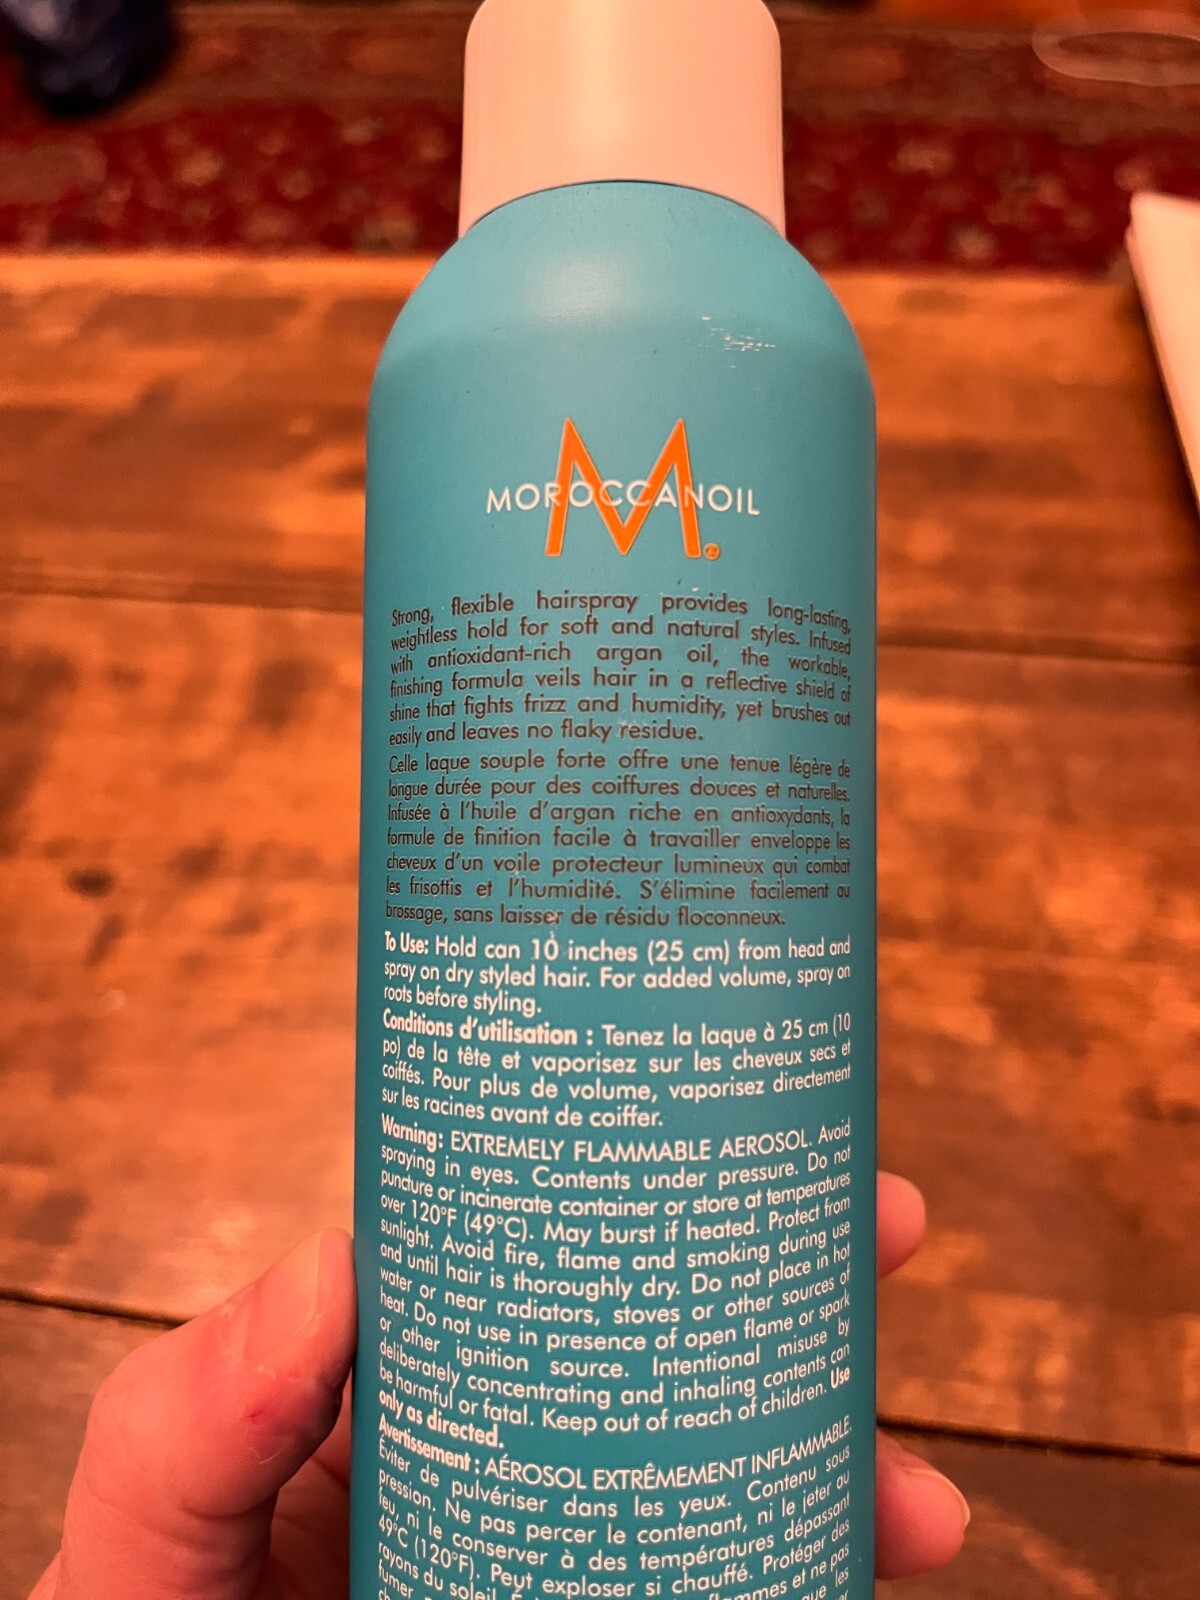 MOROCCANOIL
M®
Strong, flexible hairspray provides long-lasting,
weightless hold for soft and natural styles. Infused
with antioxidant-rich argan oil, the workable,
finishing formula veils hair in a reflective shield of
shine that fights frizz and humidity, yet brushes out
easily and leaves no flaky residue.
Celle laque souple forte offre une tenue légère de
longue durée pour des coiffures douces et naturelles.
Infusée à l'huile d'argan riche en antioxydants, la
formule de finition facile à travailler enveloppe les
cheveux d'un voile protecteur lumineux qui combat
les frisottis et l'humidité. S'élimine facilement au
brossage, sans laisser de résidu floconneux.
To Use: Hold can 10 inches (25 cm) from head and
spray on dry styled hair. For added volume, spray on
roots before styling.
Conditions d'utilisation : Tenez la laque à 25 cm (10
po) de la tête et vaporisez sur les cheveux secs et
coiffés. Pour plus de volume, vaporisez directement
sur les racines avant de coiffer.
Warning: EXTREMELY FLAMMABLE AEROSOL. Avoid
spraying in eyes. Contents under pressure. Do not
puncture or incinerate container or store at temperatures
over 120°F (49°C). May burst if heated. Protect from
sunlight. Avoid fire, flame and smoking during use
and until hair is thoroughly dry. Do not place in hot
water or near radiators, stoves or other sources of
heat. Do not use in presence of open flame or spark
or other ignition source. Intentional misuse by
deliberately concentrating and inhaling contents can
be harmful or fatal. Keep out of reach of children. Use
only as directed.
Avertissement : AÉROSOL EXTRÊMEMENT INFLAMMABLE.
Éviter de pulvériser dans les yeux. Contenu sous
pression. Ne pas percer le contenant, ni le jeter au
feu, ni le conserver à des températures dépassant
49°C (120°F). Peut exploser si chauffé. Protéger des
rayons du soleil. flammes et ne pas
fumer que les